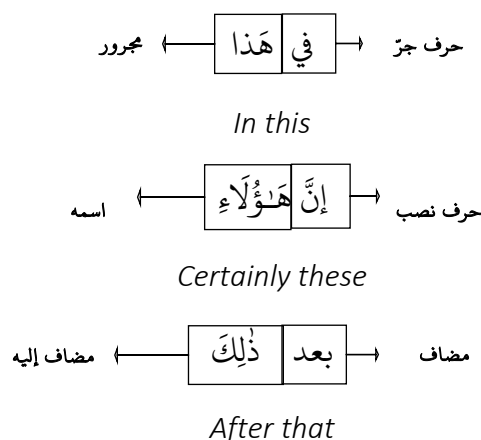 حرف جرّ في هَذا مجرور
In this
حرف نصب إنَّ هَـٰؤُلَاءِ اسمه
Certainly these
مضاف بعد ذَٰلِكَ مضاف إليه
After that